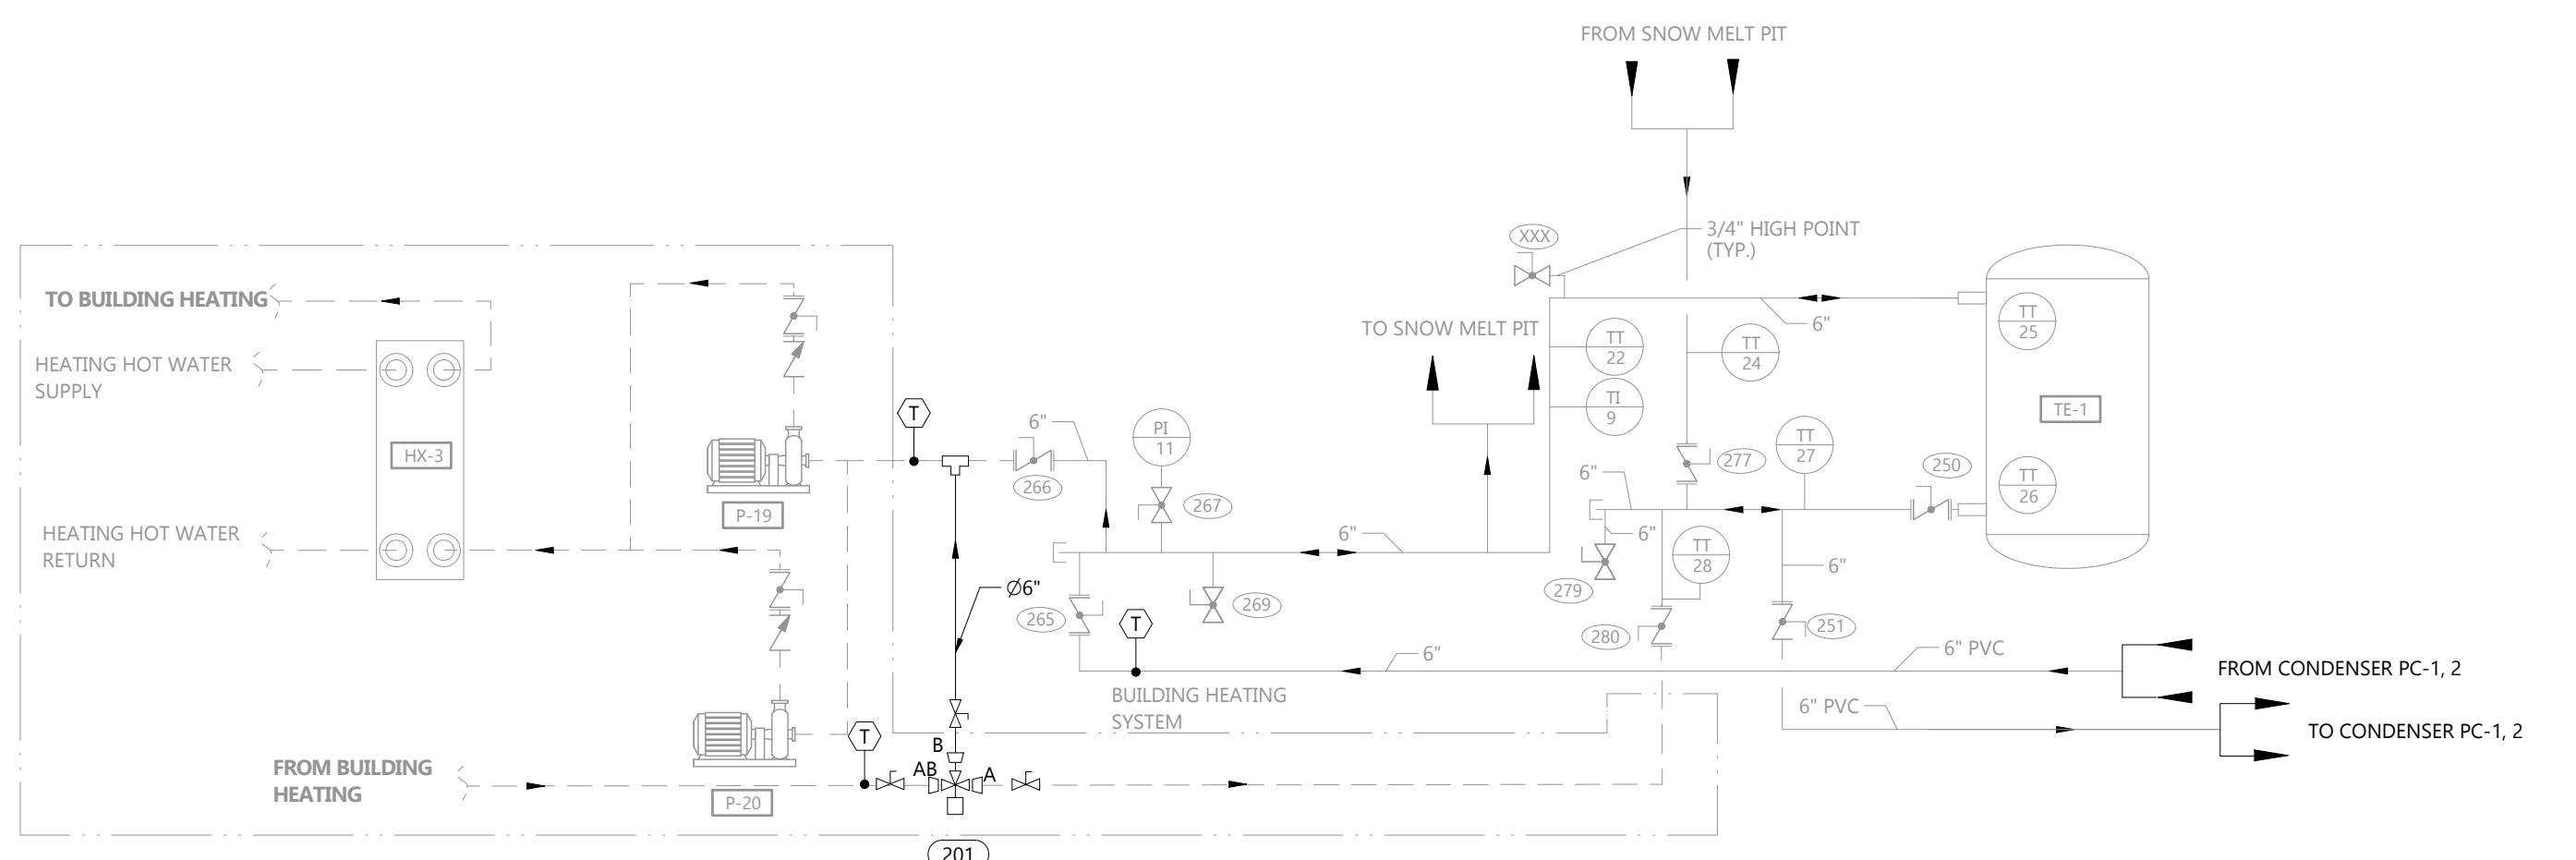 FROM SNOW MELT PIT
XXX
3/4" HIGH POINT
(TYP.)
TO BUILDING HEATING
HEATING HOT WATER
SUPPLY
HX-3
HEATING HOT WATER
RETURN
P-19
P-20
FROM BUILDING
HEATING
T
T
T
6"
266
PI
11
267
269
265
Ø6"
B
AB
A
201
TO SNOW MELT PIT
6"
TT
22
TI
9
TT
24
6"
TT
25
TE-1
TT
26
277
TT
27
250
6"
6"
279
TT
28
280
6"
251
6"
6" PVC
FROM CONDENSER PC-1, 2
BUILDING HEATING
SYSTEM
6" PVC
TO CONDENSER PC-1, 2